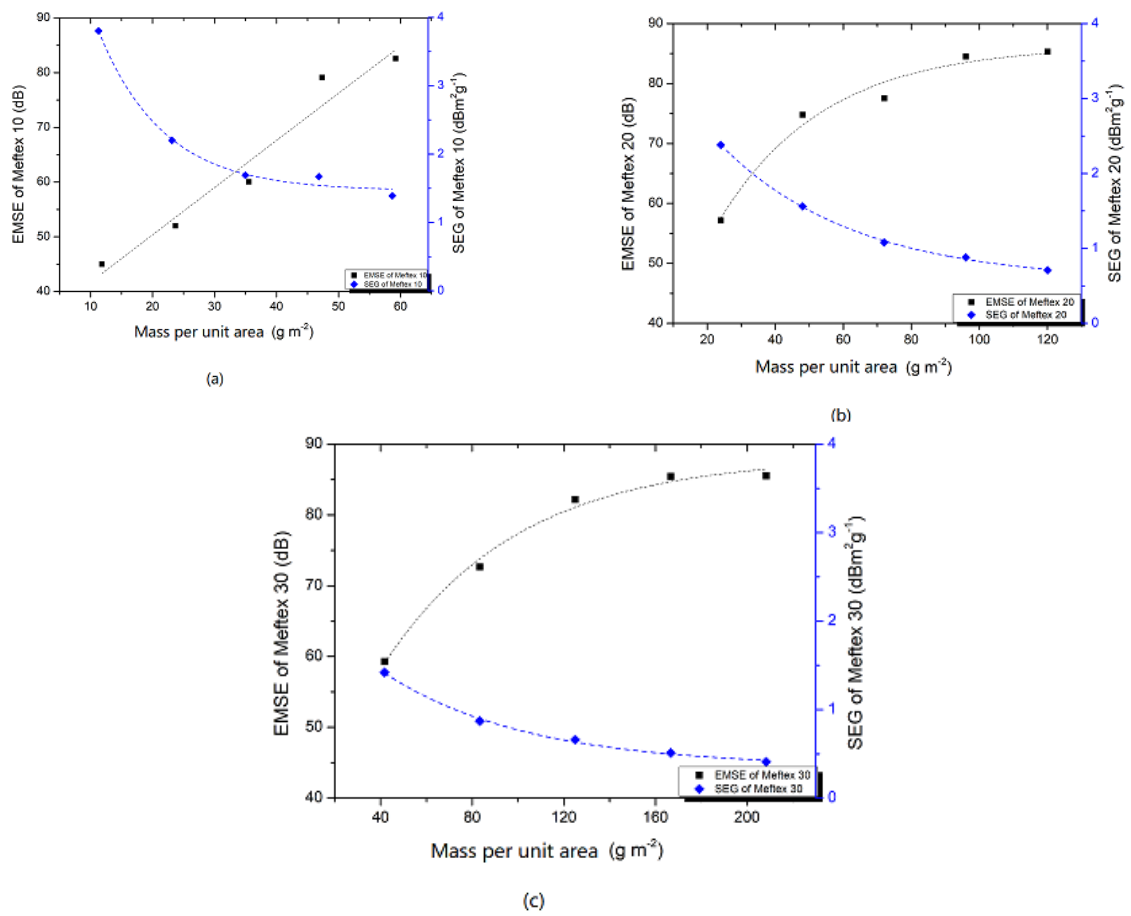 90
80
70
60
50
40
EMSE of Meftex 10 (dB)
4
3
2
1
0
SEG of Meftex 10 (dBm²g⁻¹)
EMSE of Meftex 10
SEG of Meftex 10
10 20 30 40 50 60
Mass per unit area (g m⁻²)
(a)
90
80
70
60
50
40
EMSE of Meftex 20 (dB)
4
3
2
1
0
SEG of Meftex 20 (dBm²g⁻¹)
EMSE of Meftex 20
SEG of Meftex 20
20 40 60 80 100 120
Mass per unit area (g m⁻²)
(b)
90
80
70
60
50
40
EMSE of Meftex 30 (dB)
4
3
2
1
0
SEG of Meftex 30 (dBm²g⁻¹)
EMSE of Meftex 30
SEG of Meftex 30
40 80 120 160 200
Mass per unit area (g m⁻²)
(c)